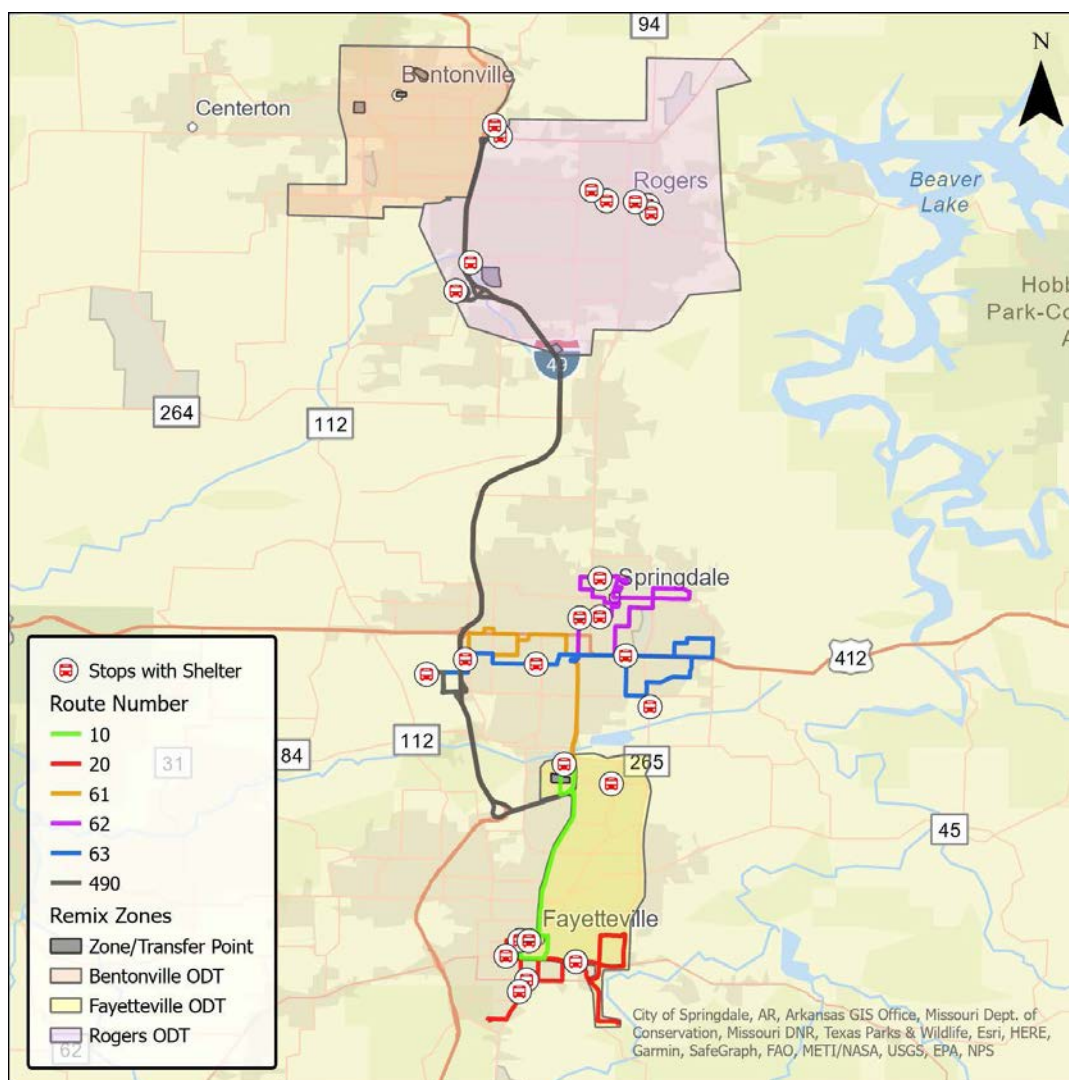 94
N
Bentonville
Centerton
Rogers
Beaver
Lake
Hobb
Park-Co
A
49
264
112
Springdale
412
112
84
265
31
45
Fayetteville
62
Stops with Shelter
Route Number
10
20
61
62
63
490
Remix Zones
Zone/Transfer Point
Bentonville ODT
Fayetteville ODT
Rogers ODT
City of Springdale, AR, Arkansas GIS Office, Missouri Dept. of
Conservation, Missouri DNR, Texas Parks & Wildlife, Esri, HERE,
Garmin, SafeGraph, FAO, METI/NASA, USGS, EPA, NPS